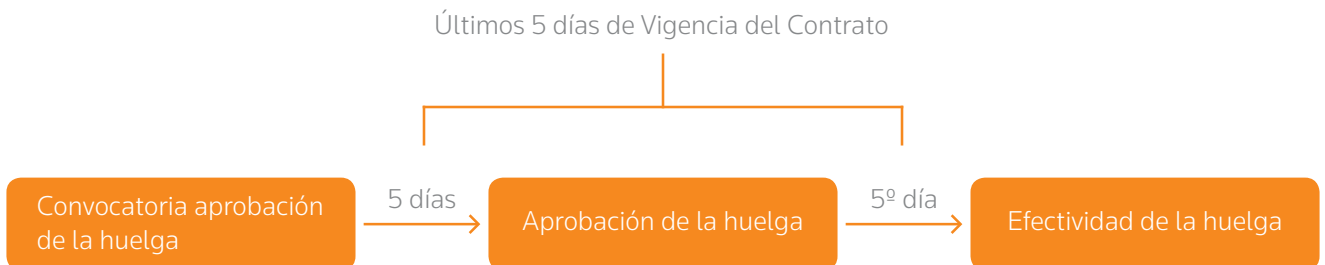 Últimos 5 días de Vigencia del Contrato
Convocatoria aprobación
de la huelga
5 días
Aprobación de la huelga
5º día
Efectividad de la huelga